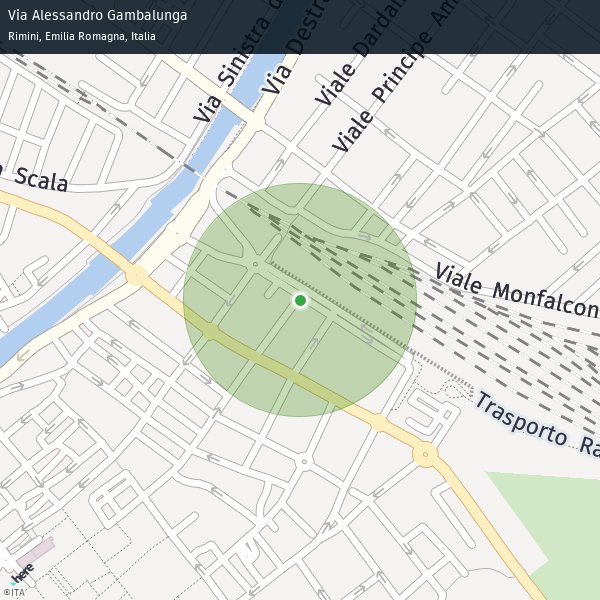 Via Alessandro Gambalunga
Rimini, Emilia Romagna, Italia
Via Sinistra d
Via Destra
Viale Dardan
Viale Principe Am
Scala
Viale Monfalcon
Trasporto Ra
here
©ITA